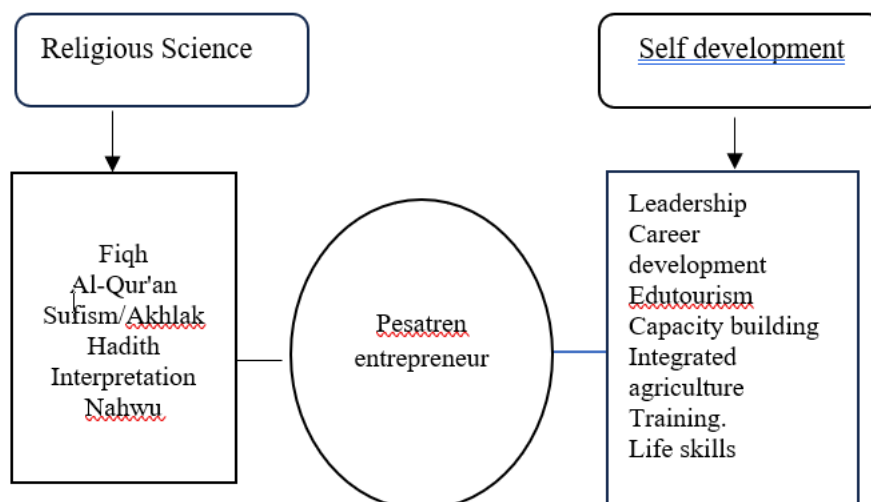 Religious Science
Self development
Fiqh
Al-Qur'an
Sufism/Akhlak
Hadith
Interpretation
Nahwu
Pesatren
entrepreneur
Leadership
Career
development
Edutourism
Capacity building
Integrated
agriculture
Training.
Life skills